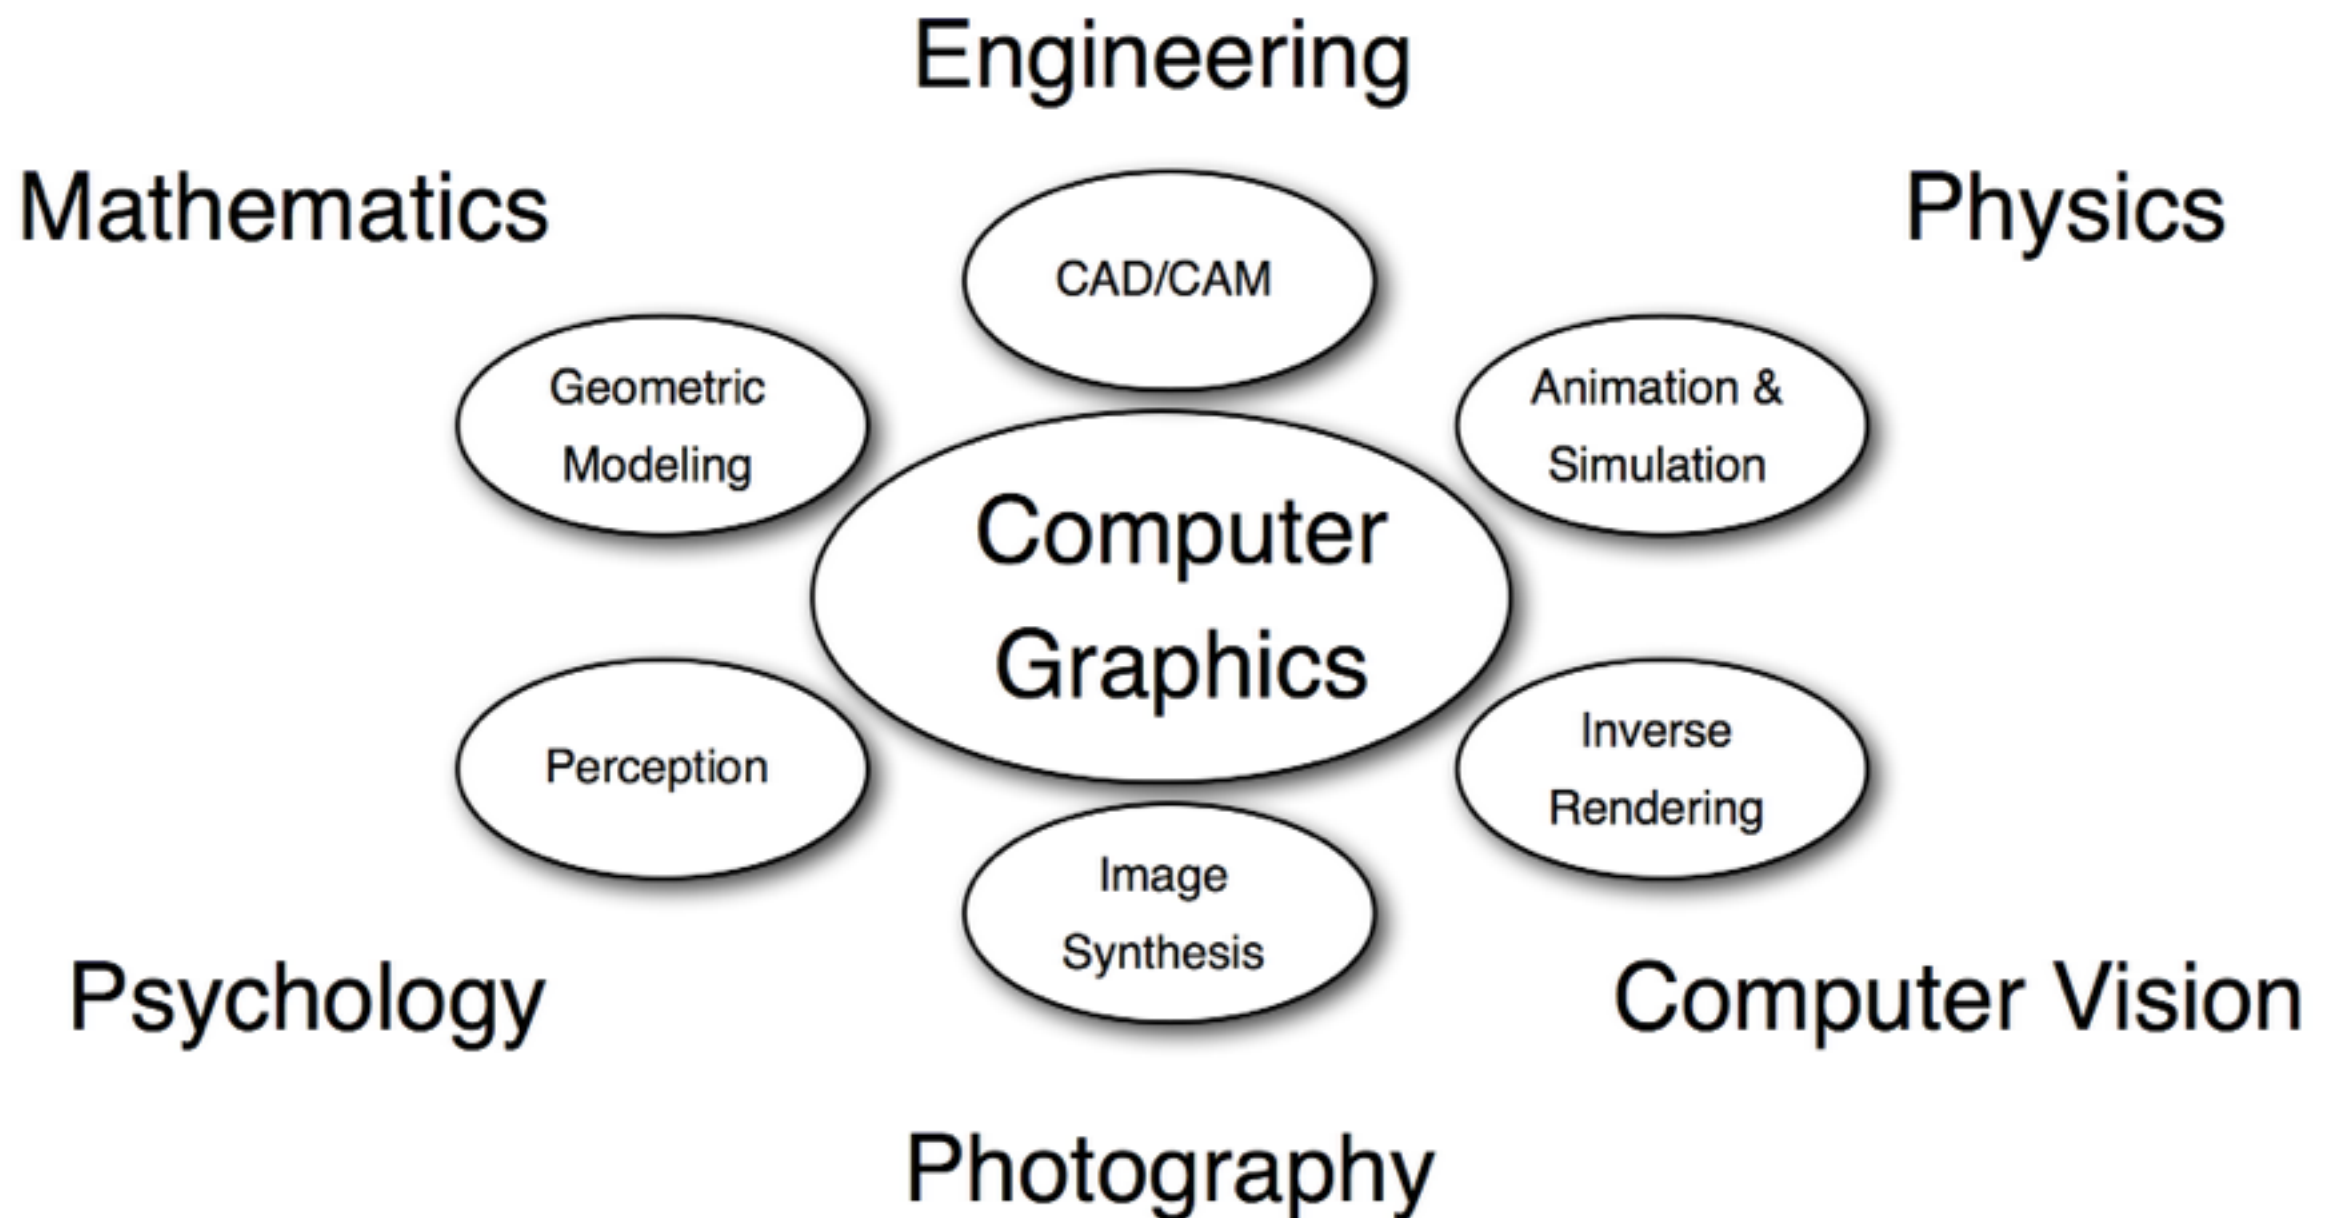 Engineering
Mathematics
Physics
CAD/CAM
Geometric
Modeling
Animation &
Simulation
Computer
Graphics
Perception
Inverse
Rendering
Image
Synthesis
Psychology
Computer Vision
Photography